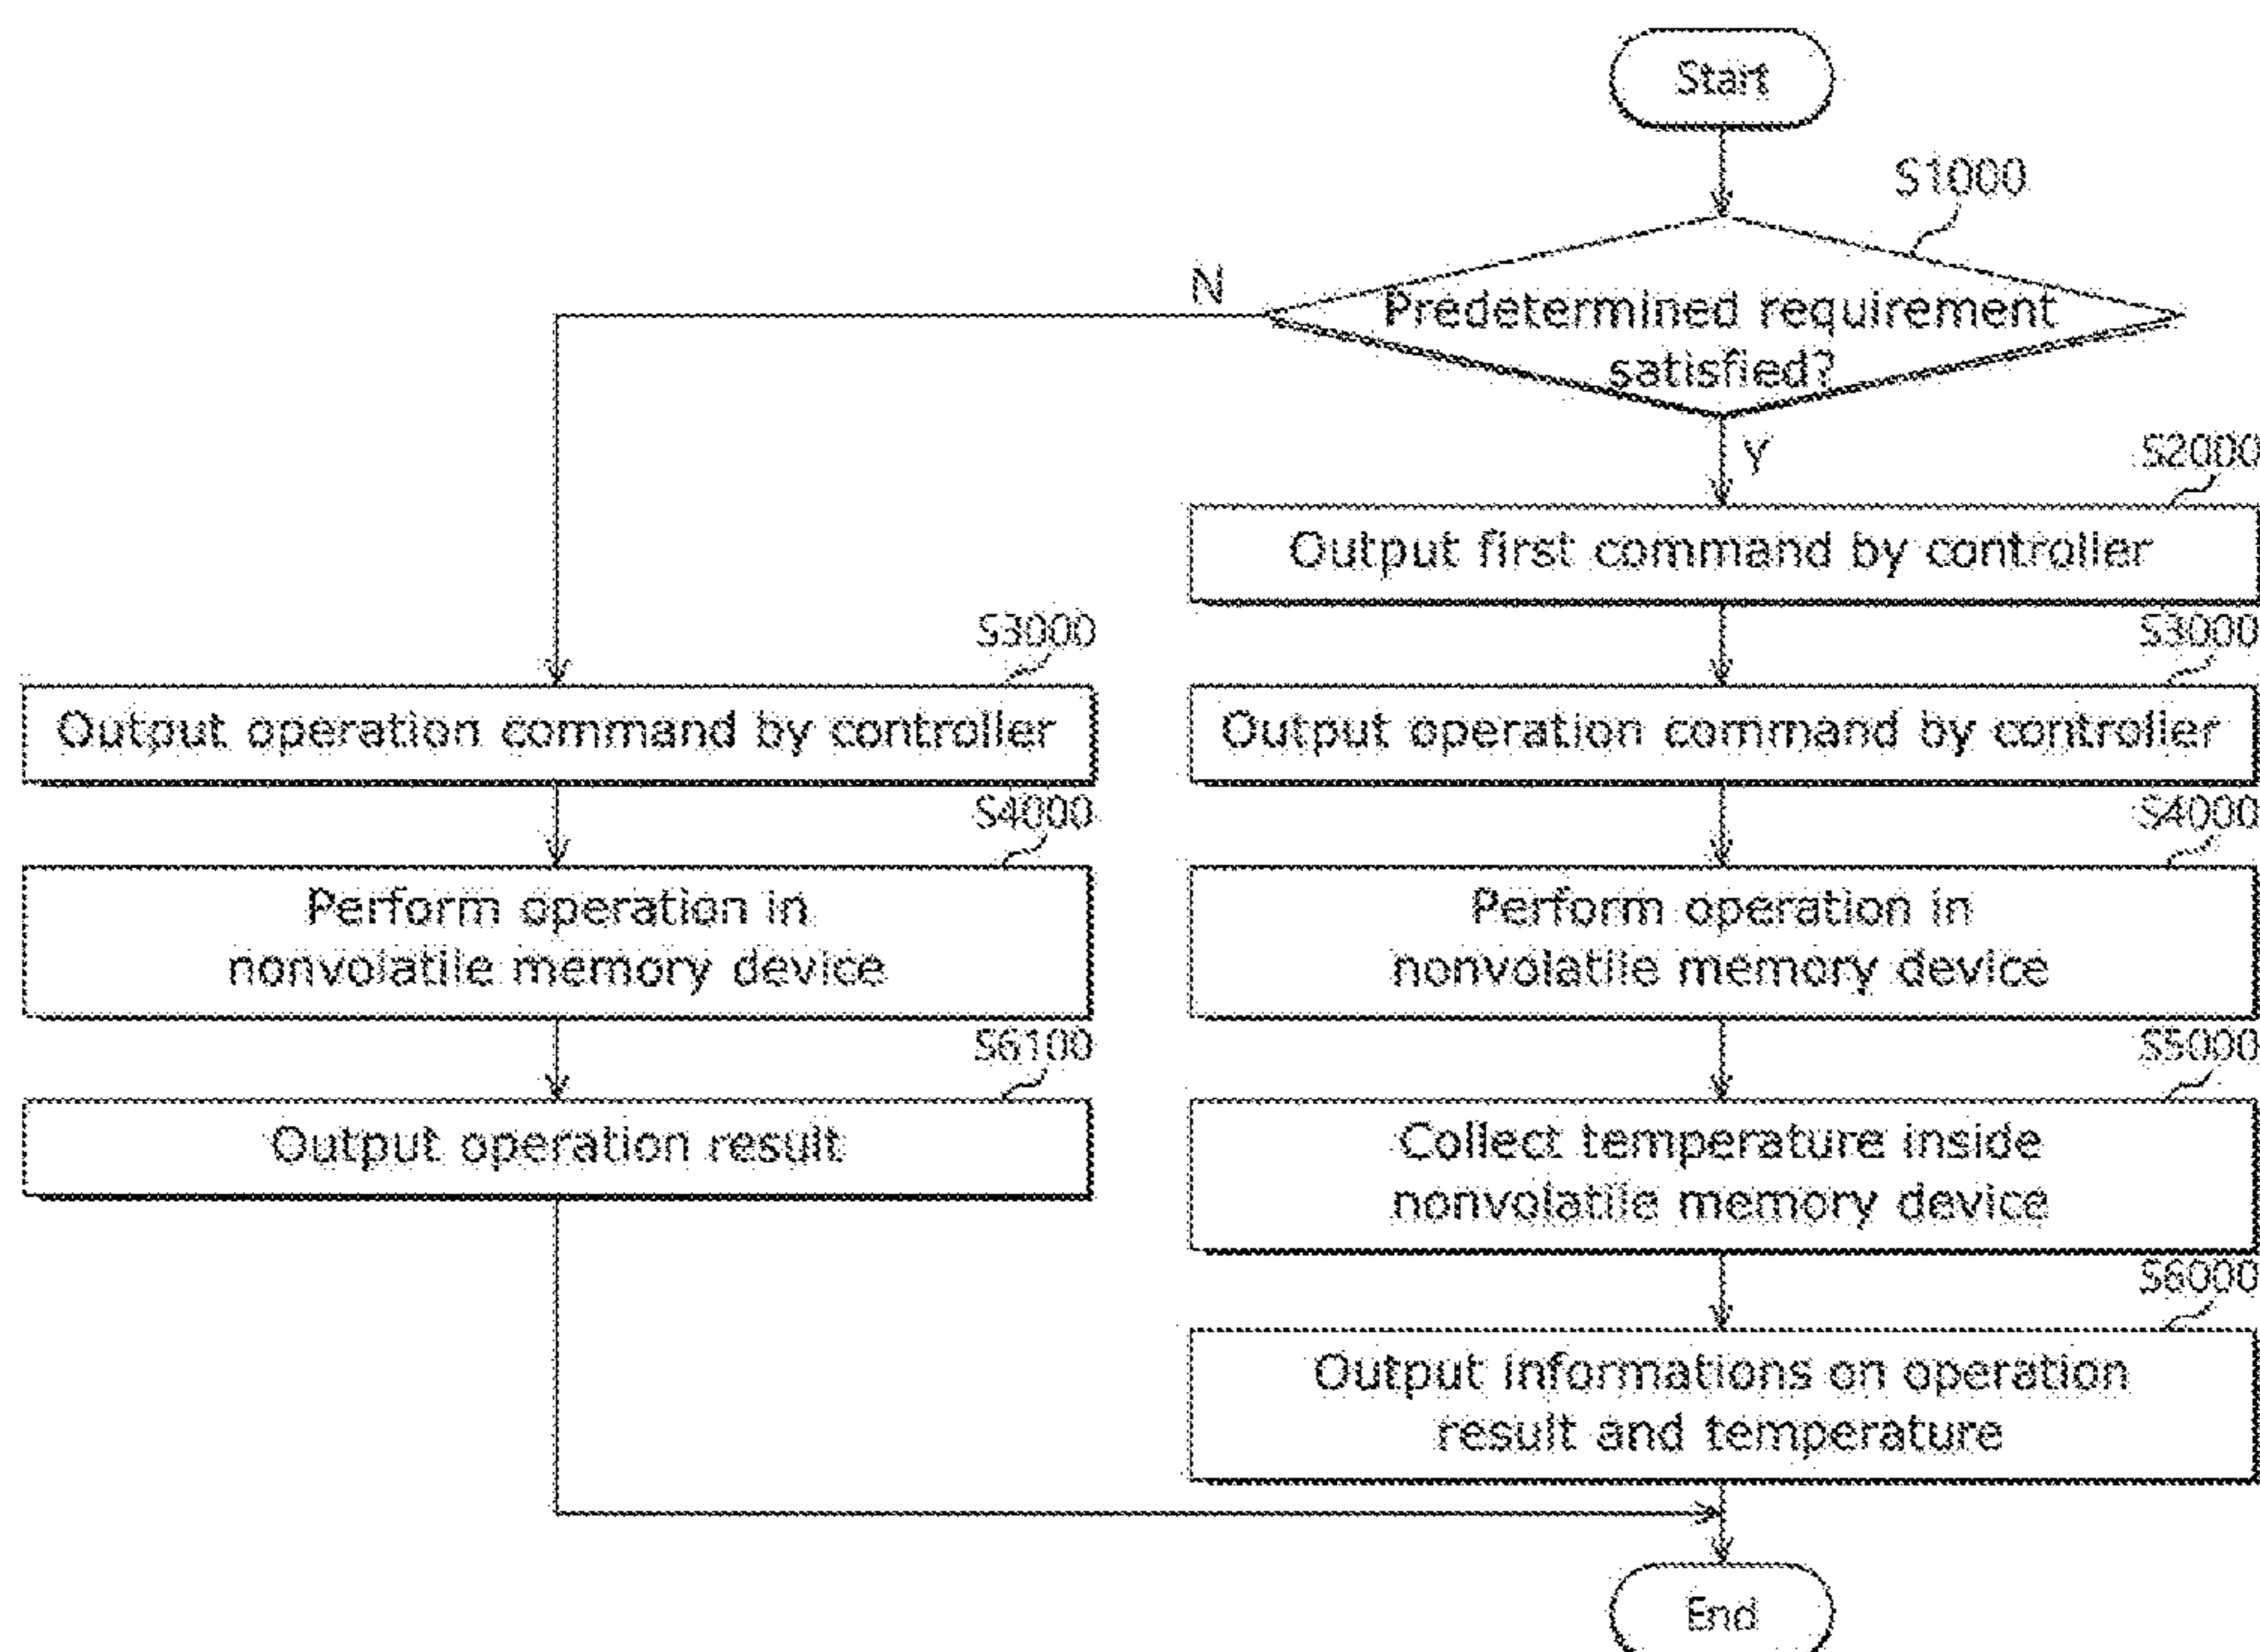 Start
S1000
N
Predetermined requirement
satisfied?
Y
S2000
Output first command by controller
S3000
Output operation command by controller
S4000
Perform operation in
nonvolatile memory device
S6100
Output operation result
S3000
Output operation command by controller
S4000
Perform operation in
nonvolatile memory device
S5000
Collect temperature inside
nonvolatile memory device
S6000
Output informations on operation
result and temperature
End